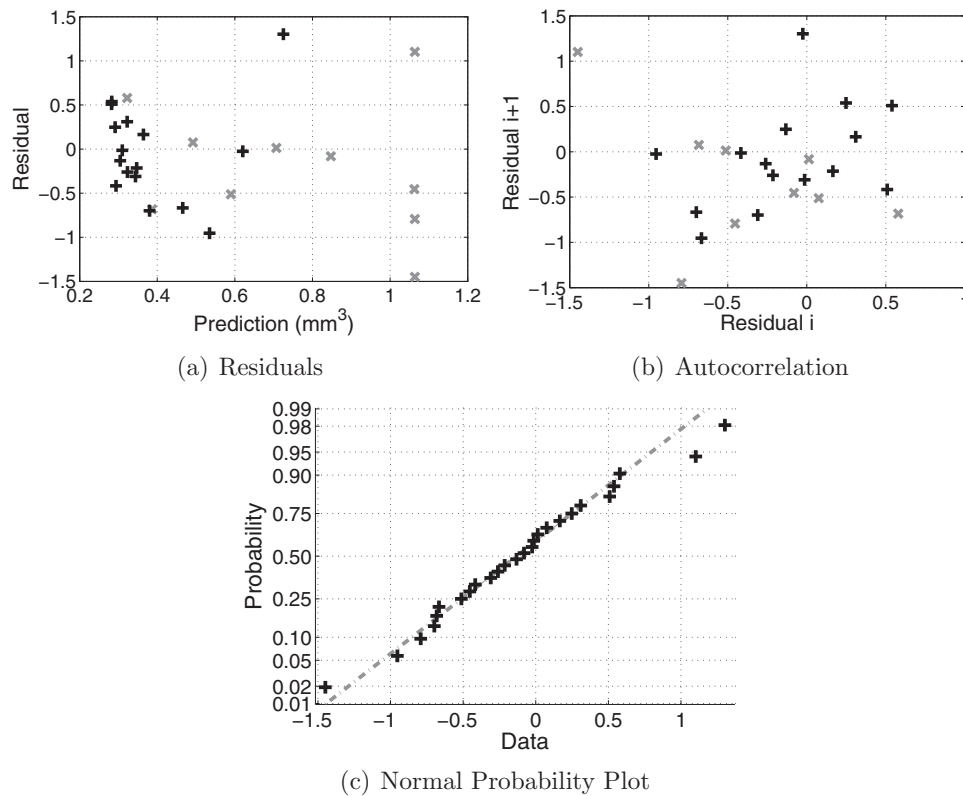 1.5
1
0.5
0
−0.5
−1
−1.5
Residual
0.2 0.4 0.6 0.8 1 1.2
Prediction (mm³)
(a) Residuals
1.5
1
0.5
0
−0.5
−1
−1.5
Residual i+1
−1.5 −1 −0.5 0 0.5 1
Residual i
(b) Autocorrelation
0.99
0.98
0.95
0.90
0.75
0.50
0.25
0.10
0.05
0.02
0.01
Probability
−1.5 −1 −0.5 0 0.5 1
Data
(c) Normal Probability Plot